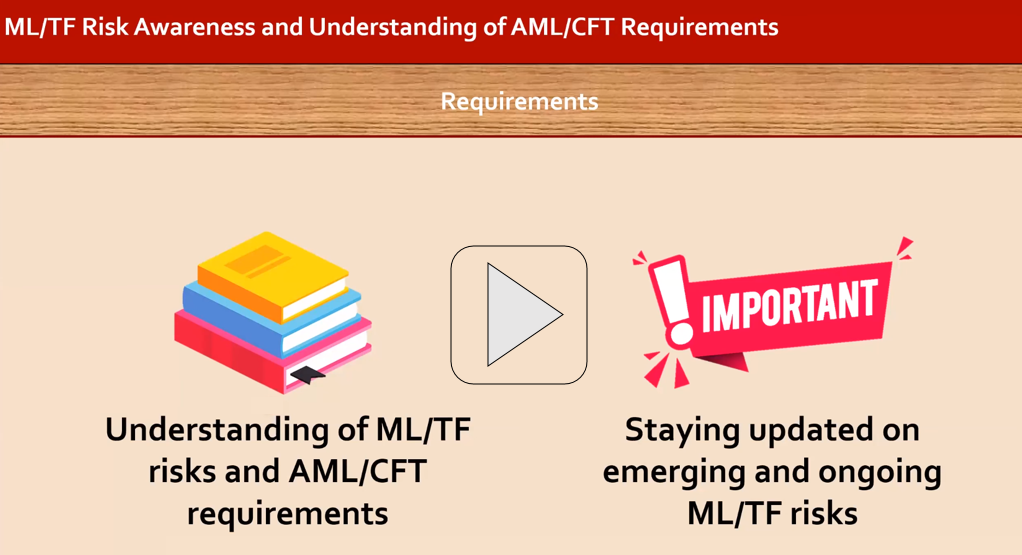 ML/TF Risk Awareness and Understanding of AML/CFT Requirements
Requirements
IMPORTANT
Understanding of ML/TF
risks and AML/CFT
requirements
Staying updated on
emerging and ongoing
ML/TF risks